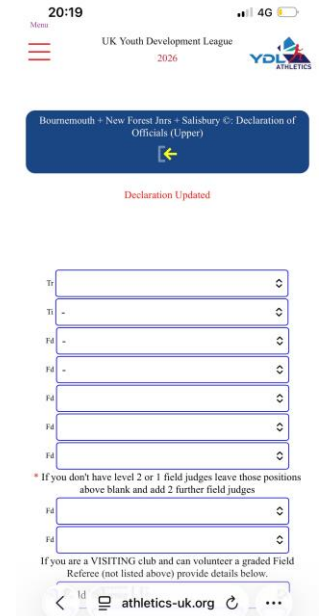 20:19
4G
Menu
UK Youth Development League
2026
YDL
ATHLETICS
Bournemouth + New Forest Jnrs + Salisbury ©: Declaration of
Officials (Upper)
Declaration Updated
Tr
Ti -
Fd -
Fd -
Fd
Fd
Fd
* If you don't have level 2 or 1 field judges leave those positions
above blank and add 2 further field judges
Fd
Fd
If you are a VISITING club and can volunteer a graded Field
Referee (not listed above) provide details below.
athletics-uk.org